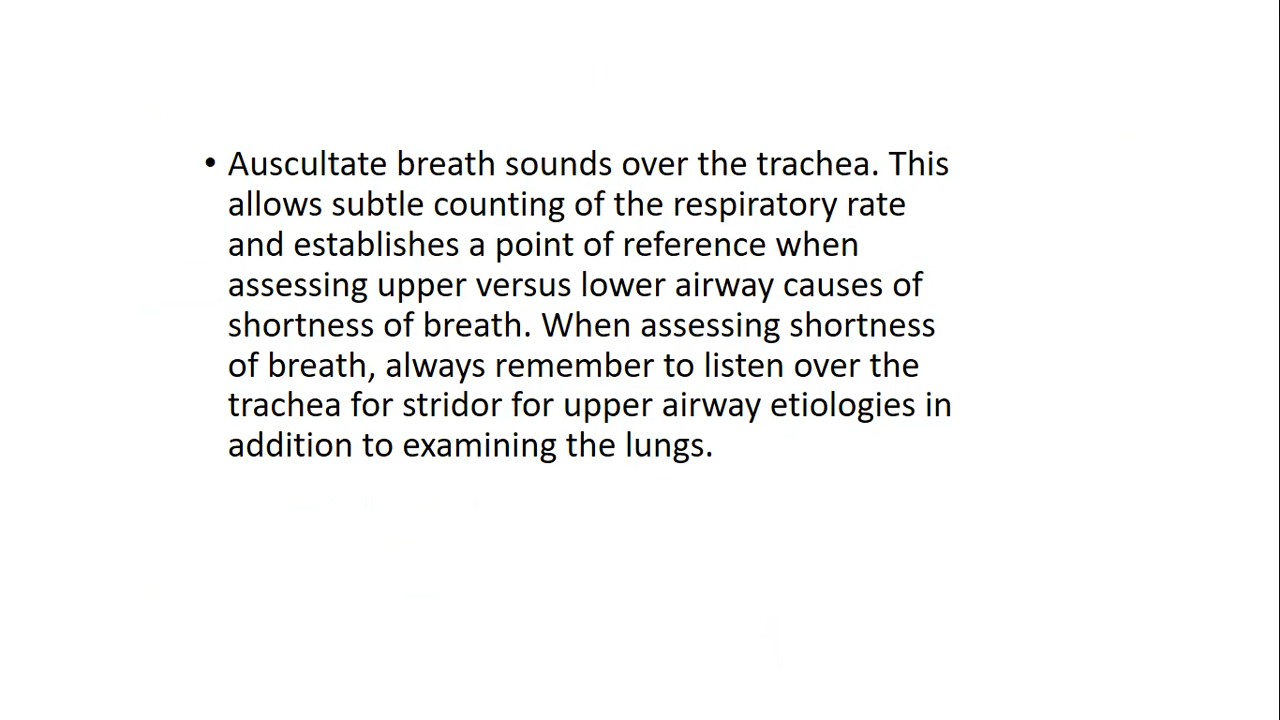 • Auscultate breath sounds over the trachea. This
allows subtle counting of the respiratory rate
and establishes a point of reference when
assessing upper versus lower airway causes of
shortness of breath. When assessing shortness
of breath, always remember to listen over the
trachea for stridor for upper airway etiologies in
addition to examining the lungs.